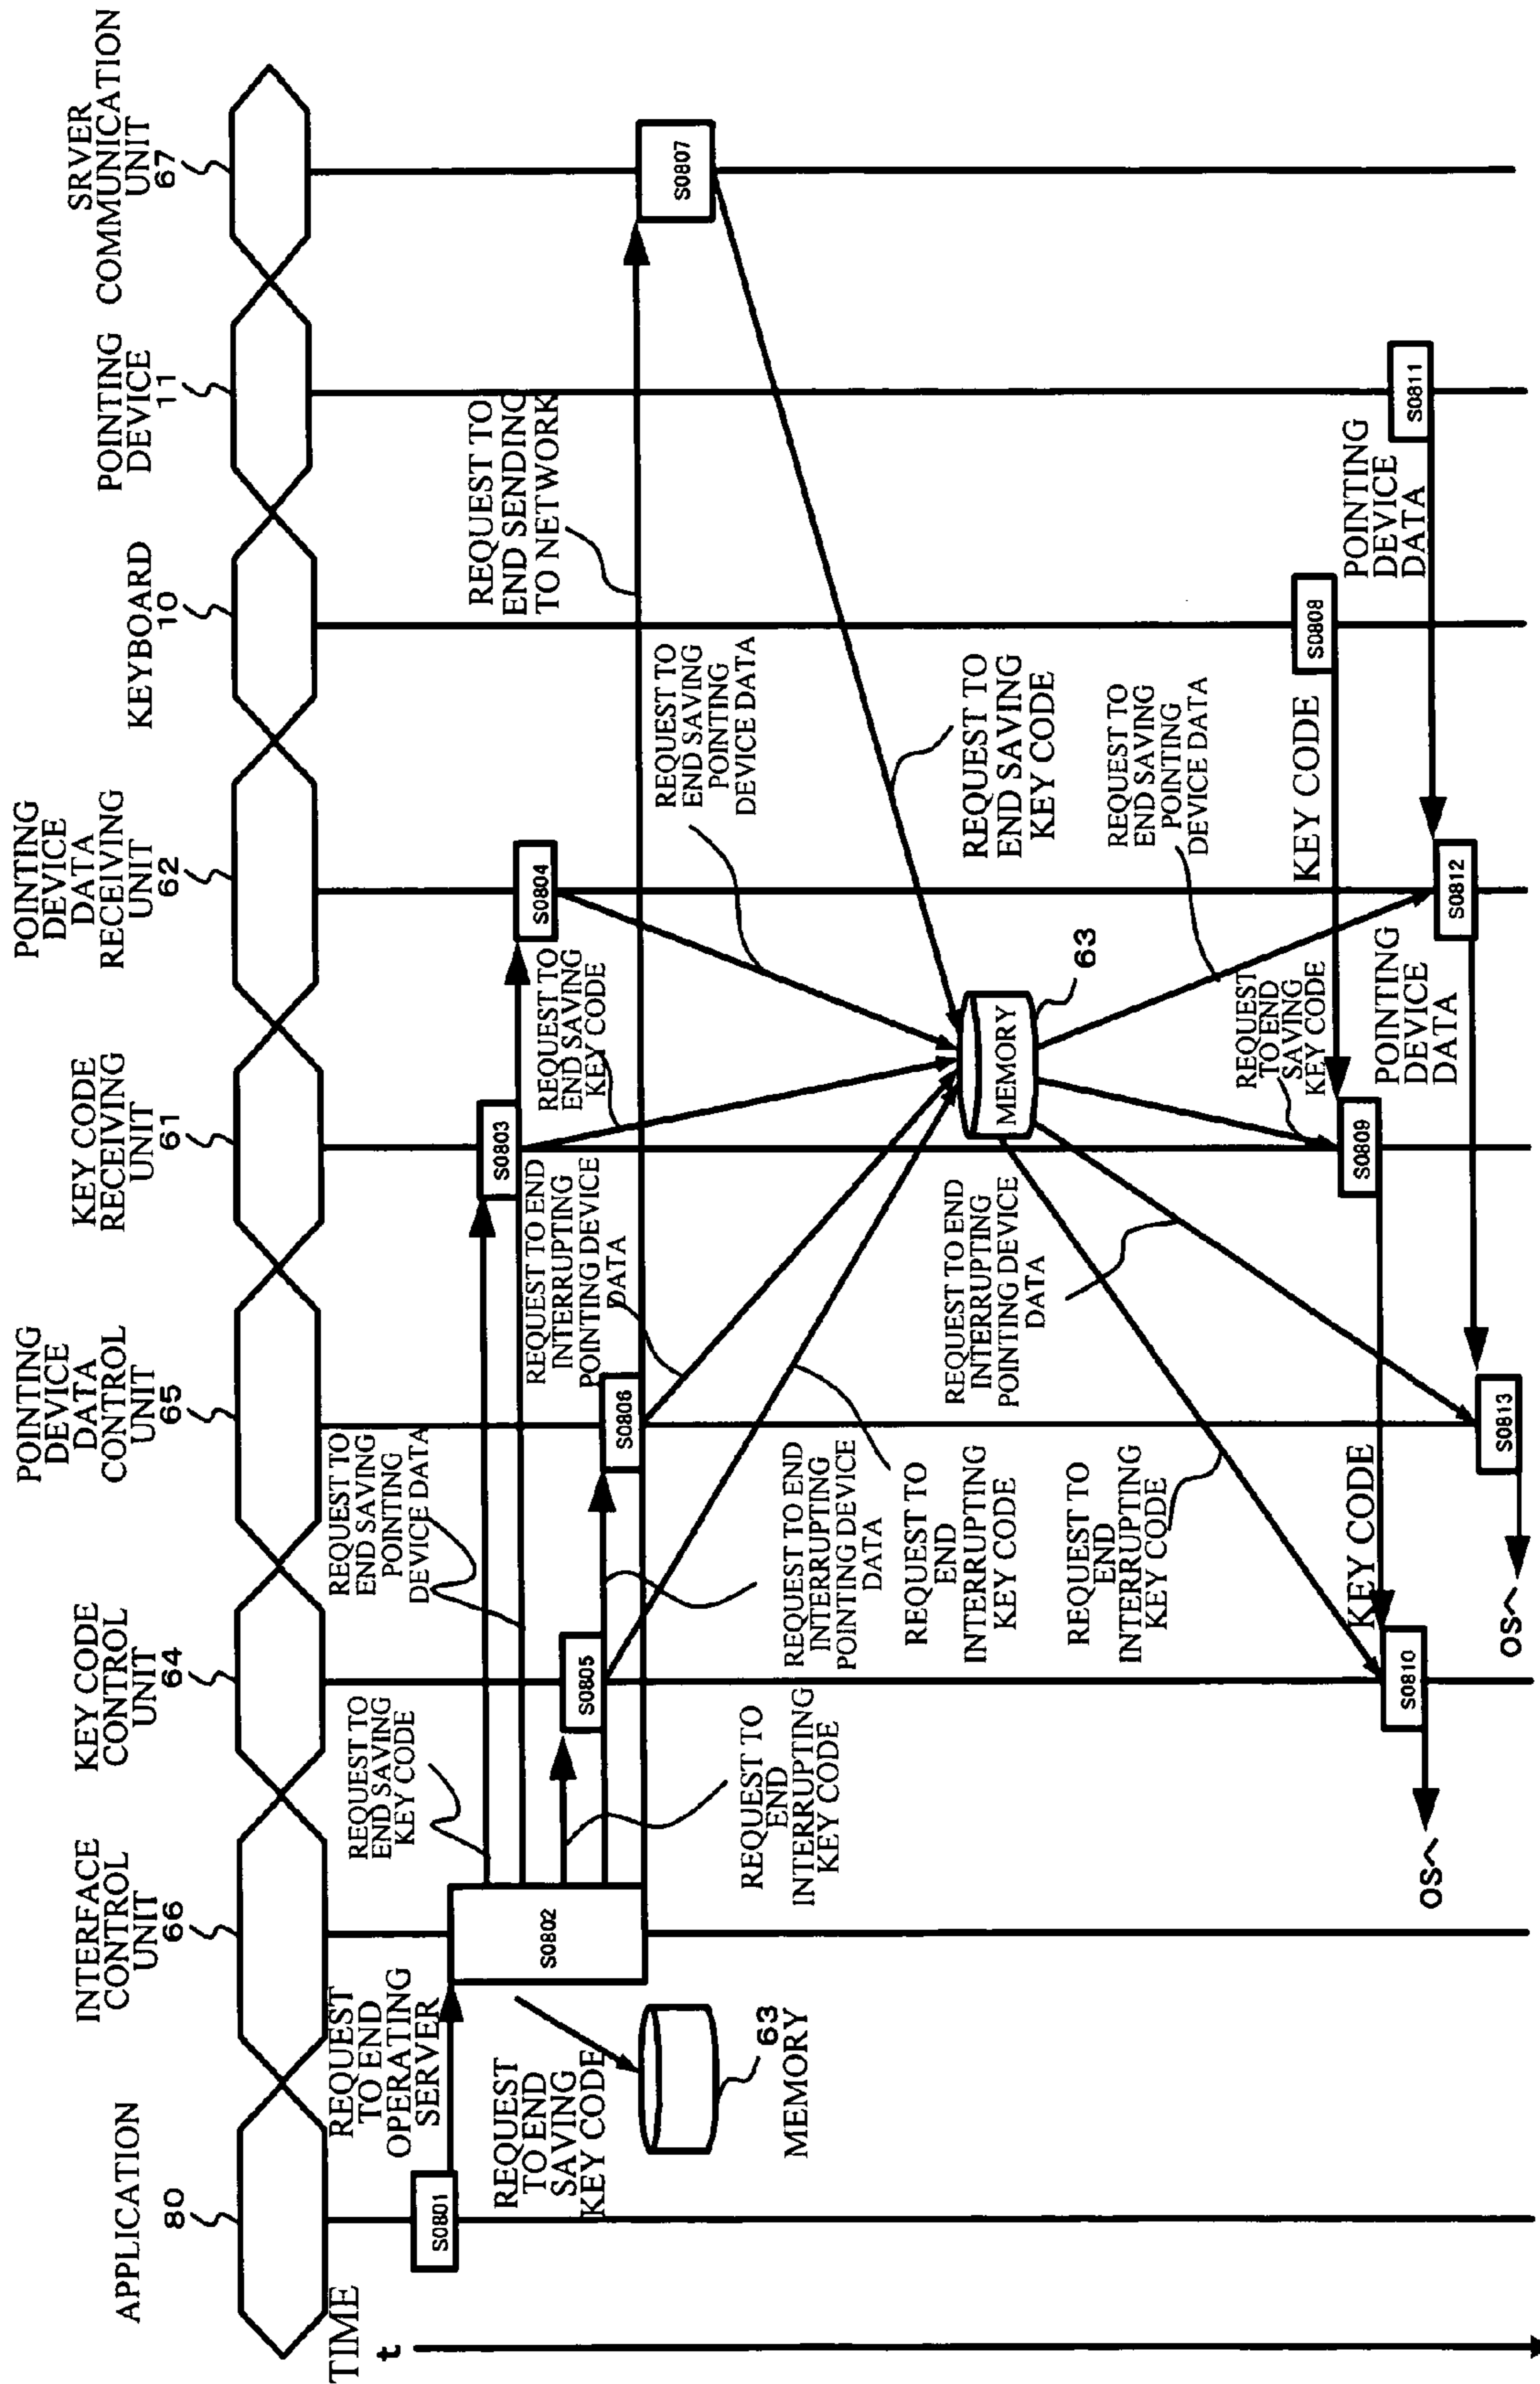 APPLICATION
80
INTERFACE
CONTROL
UNIT
66
KEY CODE
CONTROL
UNIT
64
POINTING
DEVICE
DATA
CONTROL
UNIT
65
KEY CODE
RECEIVING
UNIT
61
POINTING
DEVICE
DATA
RECEIVING
UNIT
62
KEYBOARD
10
POINTING
DEVICE
11
SRVER
COMMUNICATION
UNIT
67
TIME
t
S0801
REQUEST
TO END
OPERATING
SERVER
S0802
REQUEST
TO END
SAVING
KEY CODE
63
MEMORY
REQUEST TO
END SAVING
KEY CODE
REQUEST TO
END SAVING
POINTING
DEVICE DATA
S0803
S0804
REQUEST TO
END SENDING
TO NETWORK
S0805
S0806
S0807
REQUEST TO
END
INTERRUPTING
KEY CODE
REQUEST TO END
INTERRUPTING
POINTING DEVICE
DATA
REQUEST TO END
INTERRUPTING
POINTING DEVICE
DATA
REQUEST TO
END SAVING
KEY CODE
REQUEST TO
END SAVING
POINTING
DEVICE DATA
REQUEST TO
END
INTERRUPTING
KEY CODE
REQUEST TO
END SAVING
KEY CODE
MEMORY
63
REQUEST TO END
INTERRUPTING
POINTING DEVICE
DATA
REQUEST TO
END
INTERRUPTING
KEY CODE
REQUEST TO
END SAVING
POINTING
DEVICE DATA
REQUEST
TO END
SAVING
KEY CODE
S0808
KEY CODE
S0809
KEY CODE
S0810
OSへ
S0811
POINTING
DEVICE
DATA
S0812
POINTING
DEVICE
DATA
S0813
OSへ